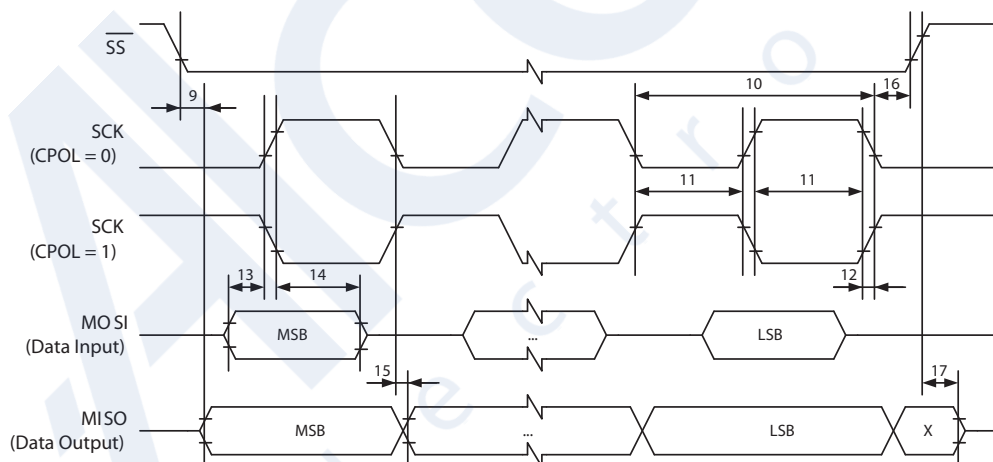 SS
9
10
16
SCK
(CPOL = 0)
11
11
SCK
(CPOL = 1)
13
14
12
MOSI
(Data Input)
MSB
...
LSB
15
17
MISO
(Data Output)
MSB
...
LSB
X